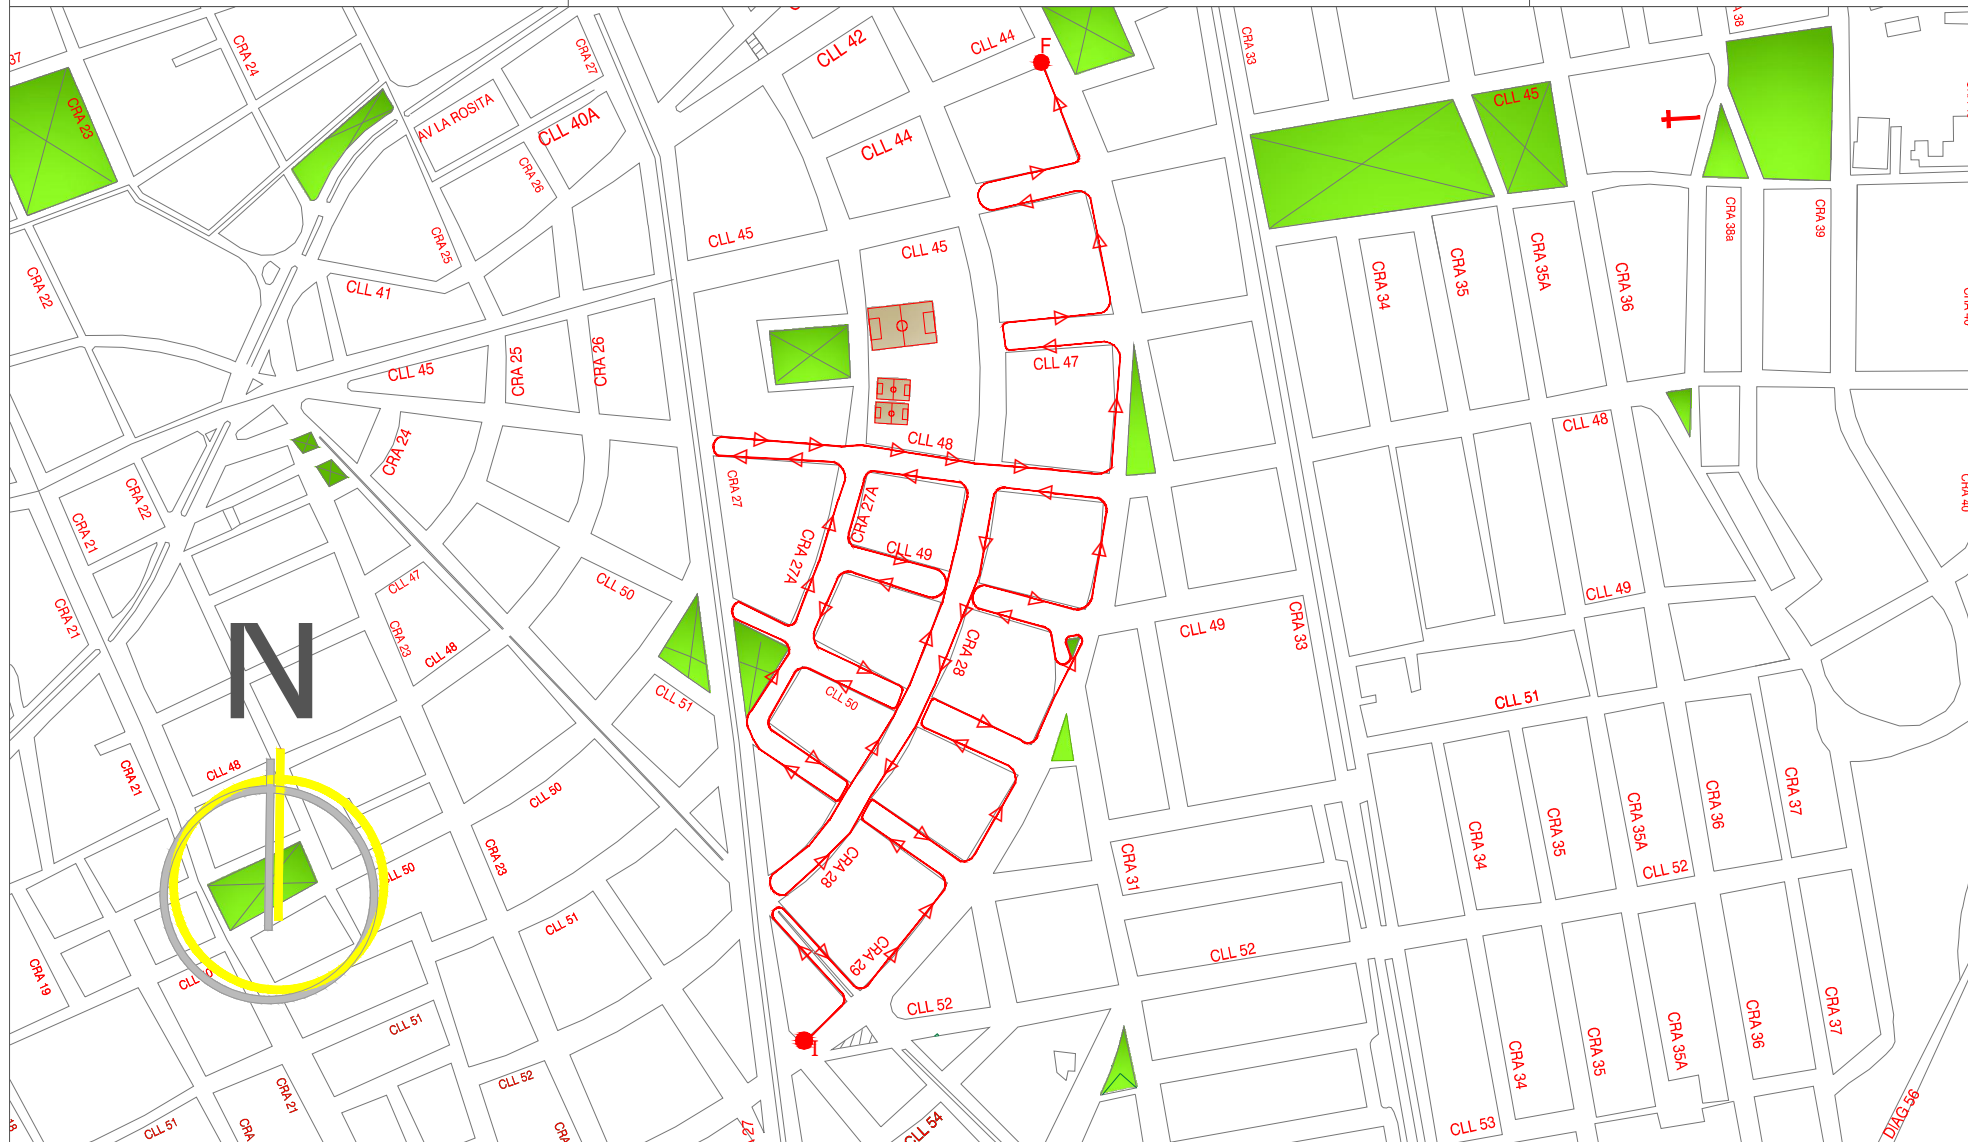 CLL 42
CLL 44
F
CRA 33
CRA 38
37
CRA 24
CRA 27
CRA 23
AV LA ROSITA
CLL 40A
CLL 44
CLL 45
CRA 26
CRA 25
CLL 45
CLL 45
CRA 38a
CRA 39
CRA 22
CLL 41
CRA 34
CRA 35
CRA 35A
CRA 36
CLL 45
CRA 25
CRA 26
CLL 47
CLL 48
CLL 48
CRA 24
CRA 22
CRA 21
CRA 27
CRA 27A
CRA 27A
CLL 49
CLL 47
CLL 50
CLL 49
CRA 21
CRA 23
CLL 48
CLL 49
CRA 33
CRA 28
N
CLL 51
CLL 50
CLL 51
CRA 21
CLL 48
CLL 50
CRA 36
CRA 37
CRA 34
CRA 35
CRA 35A
CRA 23
CRA 28
CRA 31
CLL 52
CLL 50
CLL 51
CRA 29
CLL 52
CRA 19
CLL 52
CLL 51
I
CRA 34
CRA 35
CRA 35A
CRA 36
CRA 37
CLL 52
CRA 21
CLL 51
CRA
CRA
CLL 54
CLL 53
DIAG 56